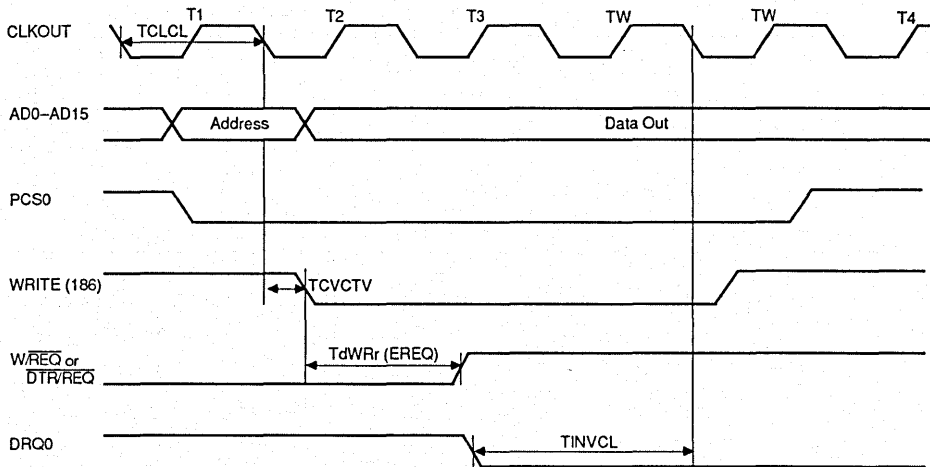 T1 T2 T3 TW TW T4
CLKOUT
TCLCL
AD0–AD15
Address
Data Out
PCS0
WRITE (186)
TCVCTV
W/REQ or
DTR/REQ
TdWRr (EREQ)
DRQ0
TINVCL